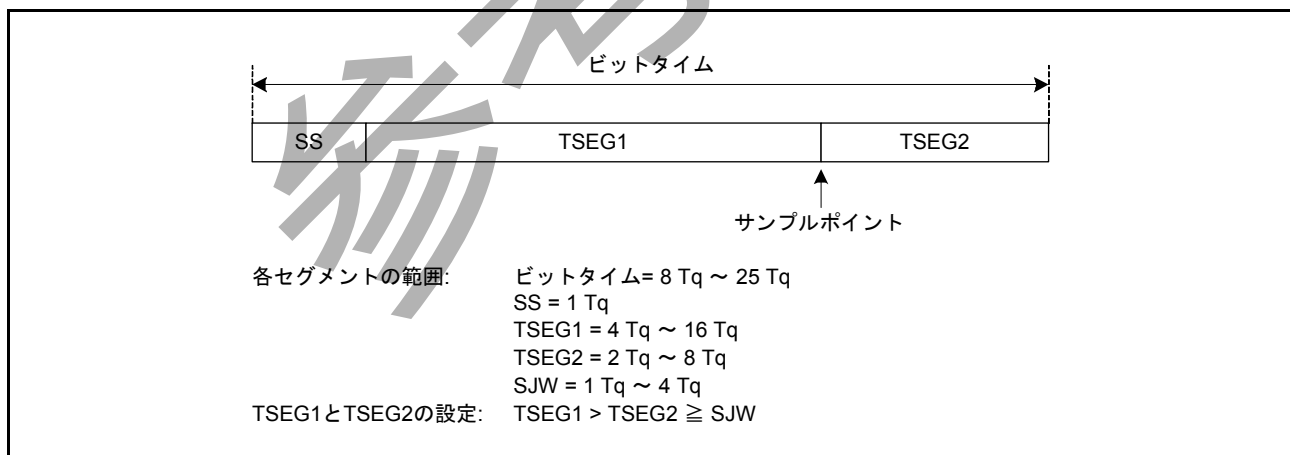 ビットタイム
SS TSEG1 TSEG2
サンプルポイント
各セグメントの範囲: ビットタイム= 8 Tq ～ 25 Tq
SS = 1 Tq
TSEG1 = 4 Tq ～ 16 Tq
TSEG2 = 2 Tq ～ 8 Tq
SJW = 1 Tq ～ 4 Tq
TSEG1とTSEG2の設定: TSEG1 > TSEG2 ≧ SJW